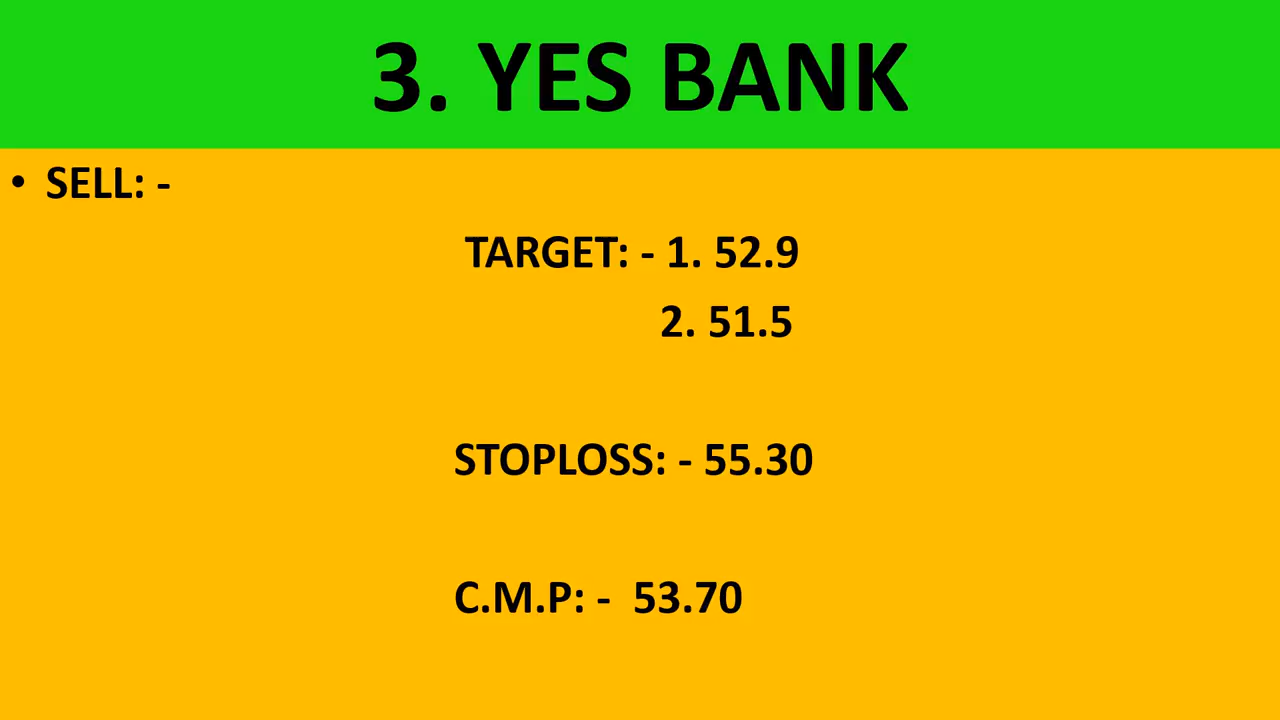 3. YES BANK
• SELL: -
TARGET: - 1. 52.9
2. 51.5
STOPLOSS: - 55.30
C.M.P: - 53.70